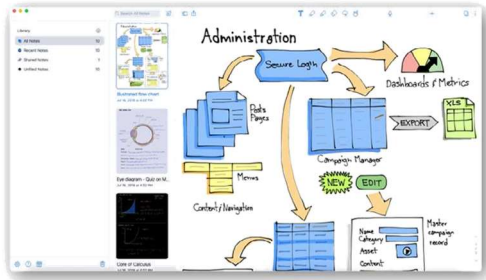 Search All Notes
Library
All Notes
Recent Notes
Shared Notes
Unfiled Notes
Illustrated flow chart
Eye diagram - Quiz on M...
Core of Calculus
Administration
Secure Login
Dashboards / Metrics
Posts
Pages
Menus
Content/Navigation
Campaign Manager
EXPORT
XLS
NEW
EDIT
Name
Category
Asset
Content
Master
campaign
record